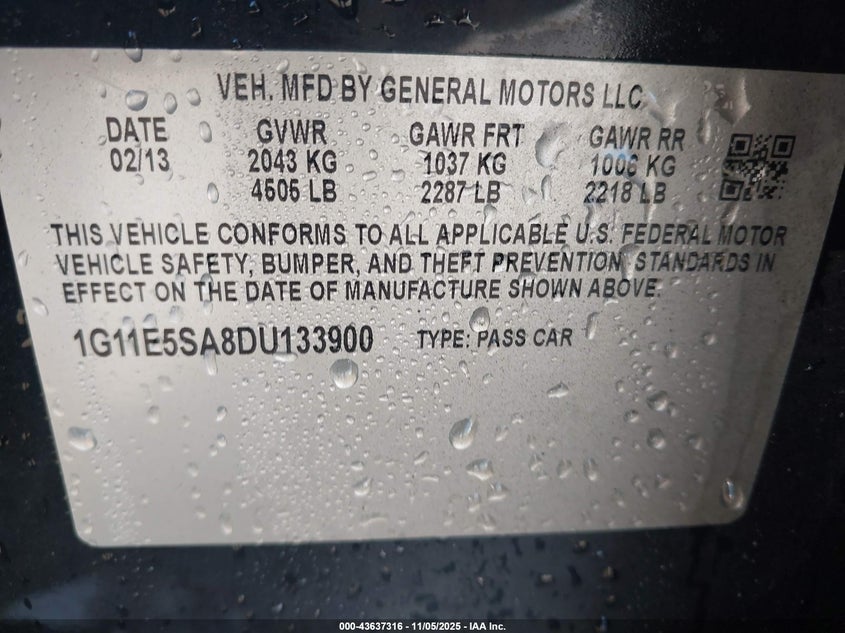 VEH. MFD BY GENERAL MOTORS LLC
DATE GVWR GAWR FRT GAWR RR
02/13 2043 KG 1037 KG 1006 KG
4505 LB 2287 LB 2218 LB
THIS VEHICLE CONFORMS TO ALL APPLICABLE U.S. FEDERAL MOTOR
VEHICLE SAFETY, BUMPER, AND THEFT PREVENTION STANDARDS IN
EFFECT ON THE DATE OF MANUFACTURE SHOWN ABOVE.
1G11E5SA8DU133900 TYPE: PASS CAR
000-43637316 - 11/05/2025 - IAA Inc.